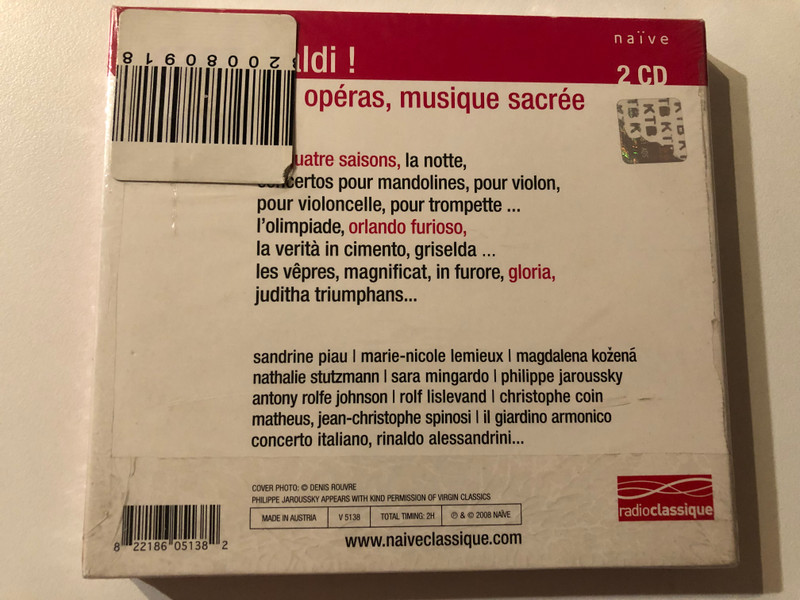 naïve
aldi !
2 CD
opéras, musique sacrée
816080028
KTB
uatre saisons, la notte,
concertos pour mandolines, pour violon,
pour violoncelle, pour trompette ...
l'olimpiade, orlando furioso,
la verità in cimento, griselda ...
les vêpres, magnificat, in furore, gloria,
juditha triumphans...
sandrine piau | marie-nicole lemieux | magdalena kožená
nathalie stutzmann | sara mingardo | philippe jaroussky
antony rolfe johnson | rolf lislevand | christophe coin
matheus, jean-christophe spinosi | il giardino armonico
concerto italiano, rinaldo alessandrini...
COVER PHOTO: © DENIS ROUVRE
PHILIPPE JAROUSSKY APPEARS WITH KIND PERMISSION OF VIRGIN CLASSICS
MADE IN AUSTRIA | V 5138 | TOTAL TIMING: 2H | ℗ & © 2008 NAÏVE
www.naiveclassique.com
8 22186 05138 2
radioclassique